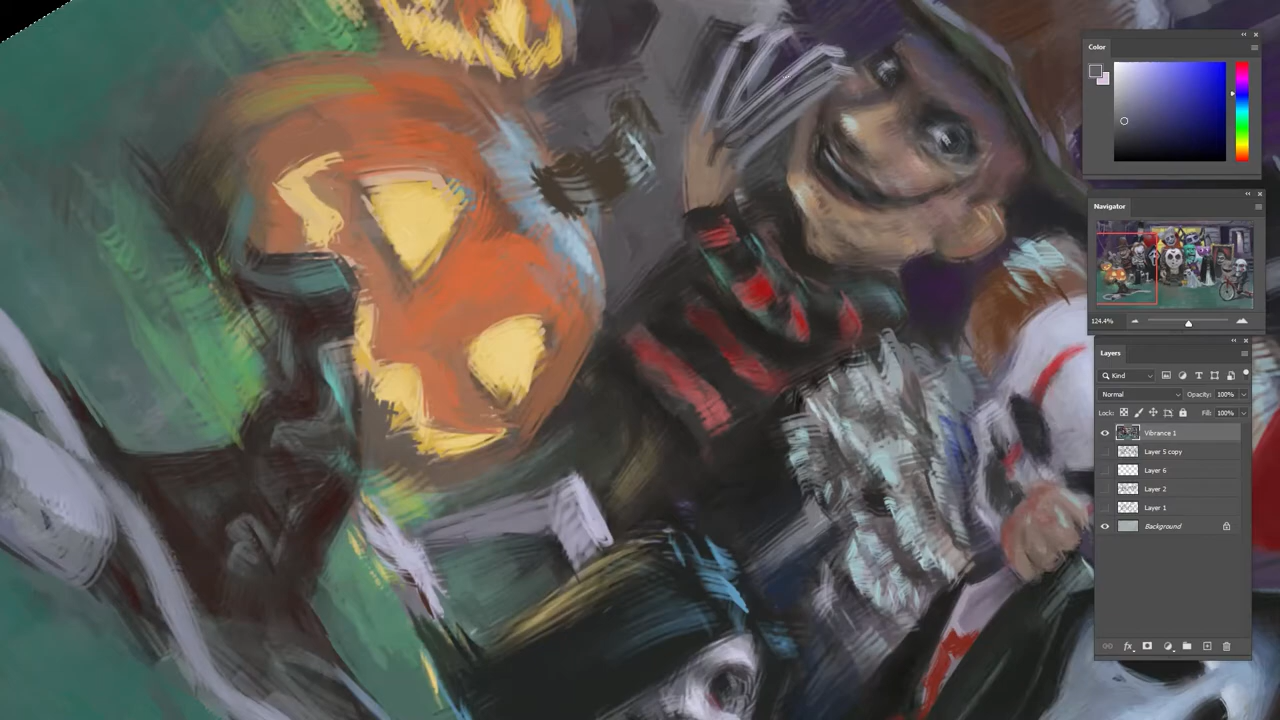 Color
Navigator
124.4%
Layers
Kind
Normal
Opacity: 100%
Lock:
Fill: 100%
Vibrance 1
Layer 5 copy
Layer 6
Layer 2
Layer 1
Background
fx